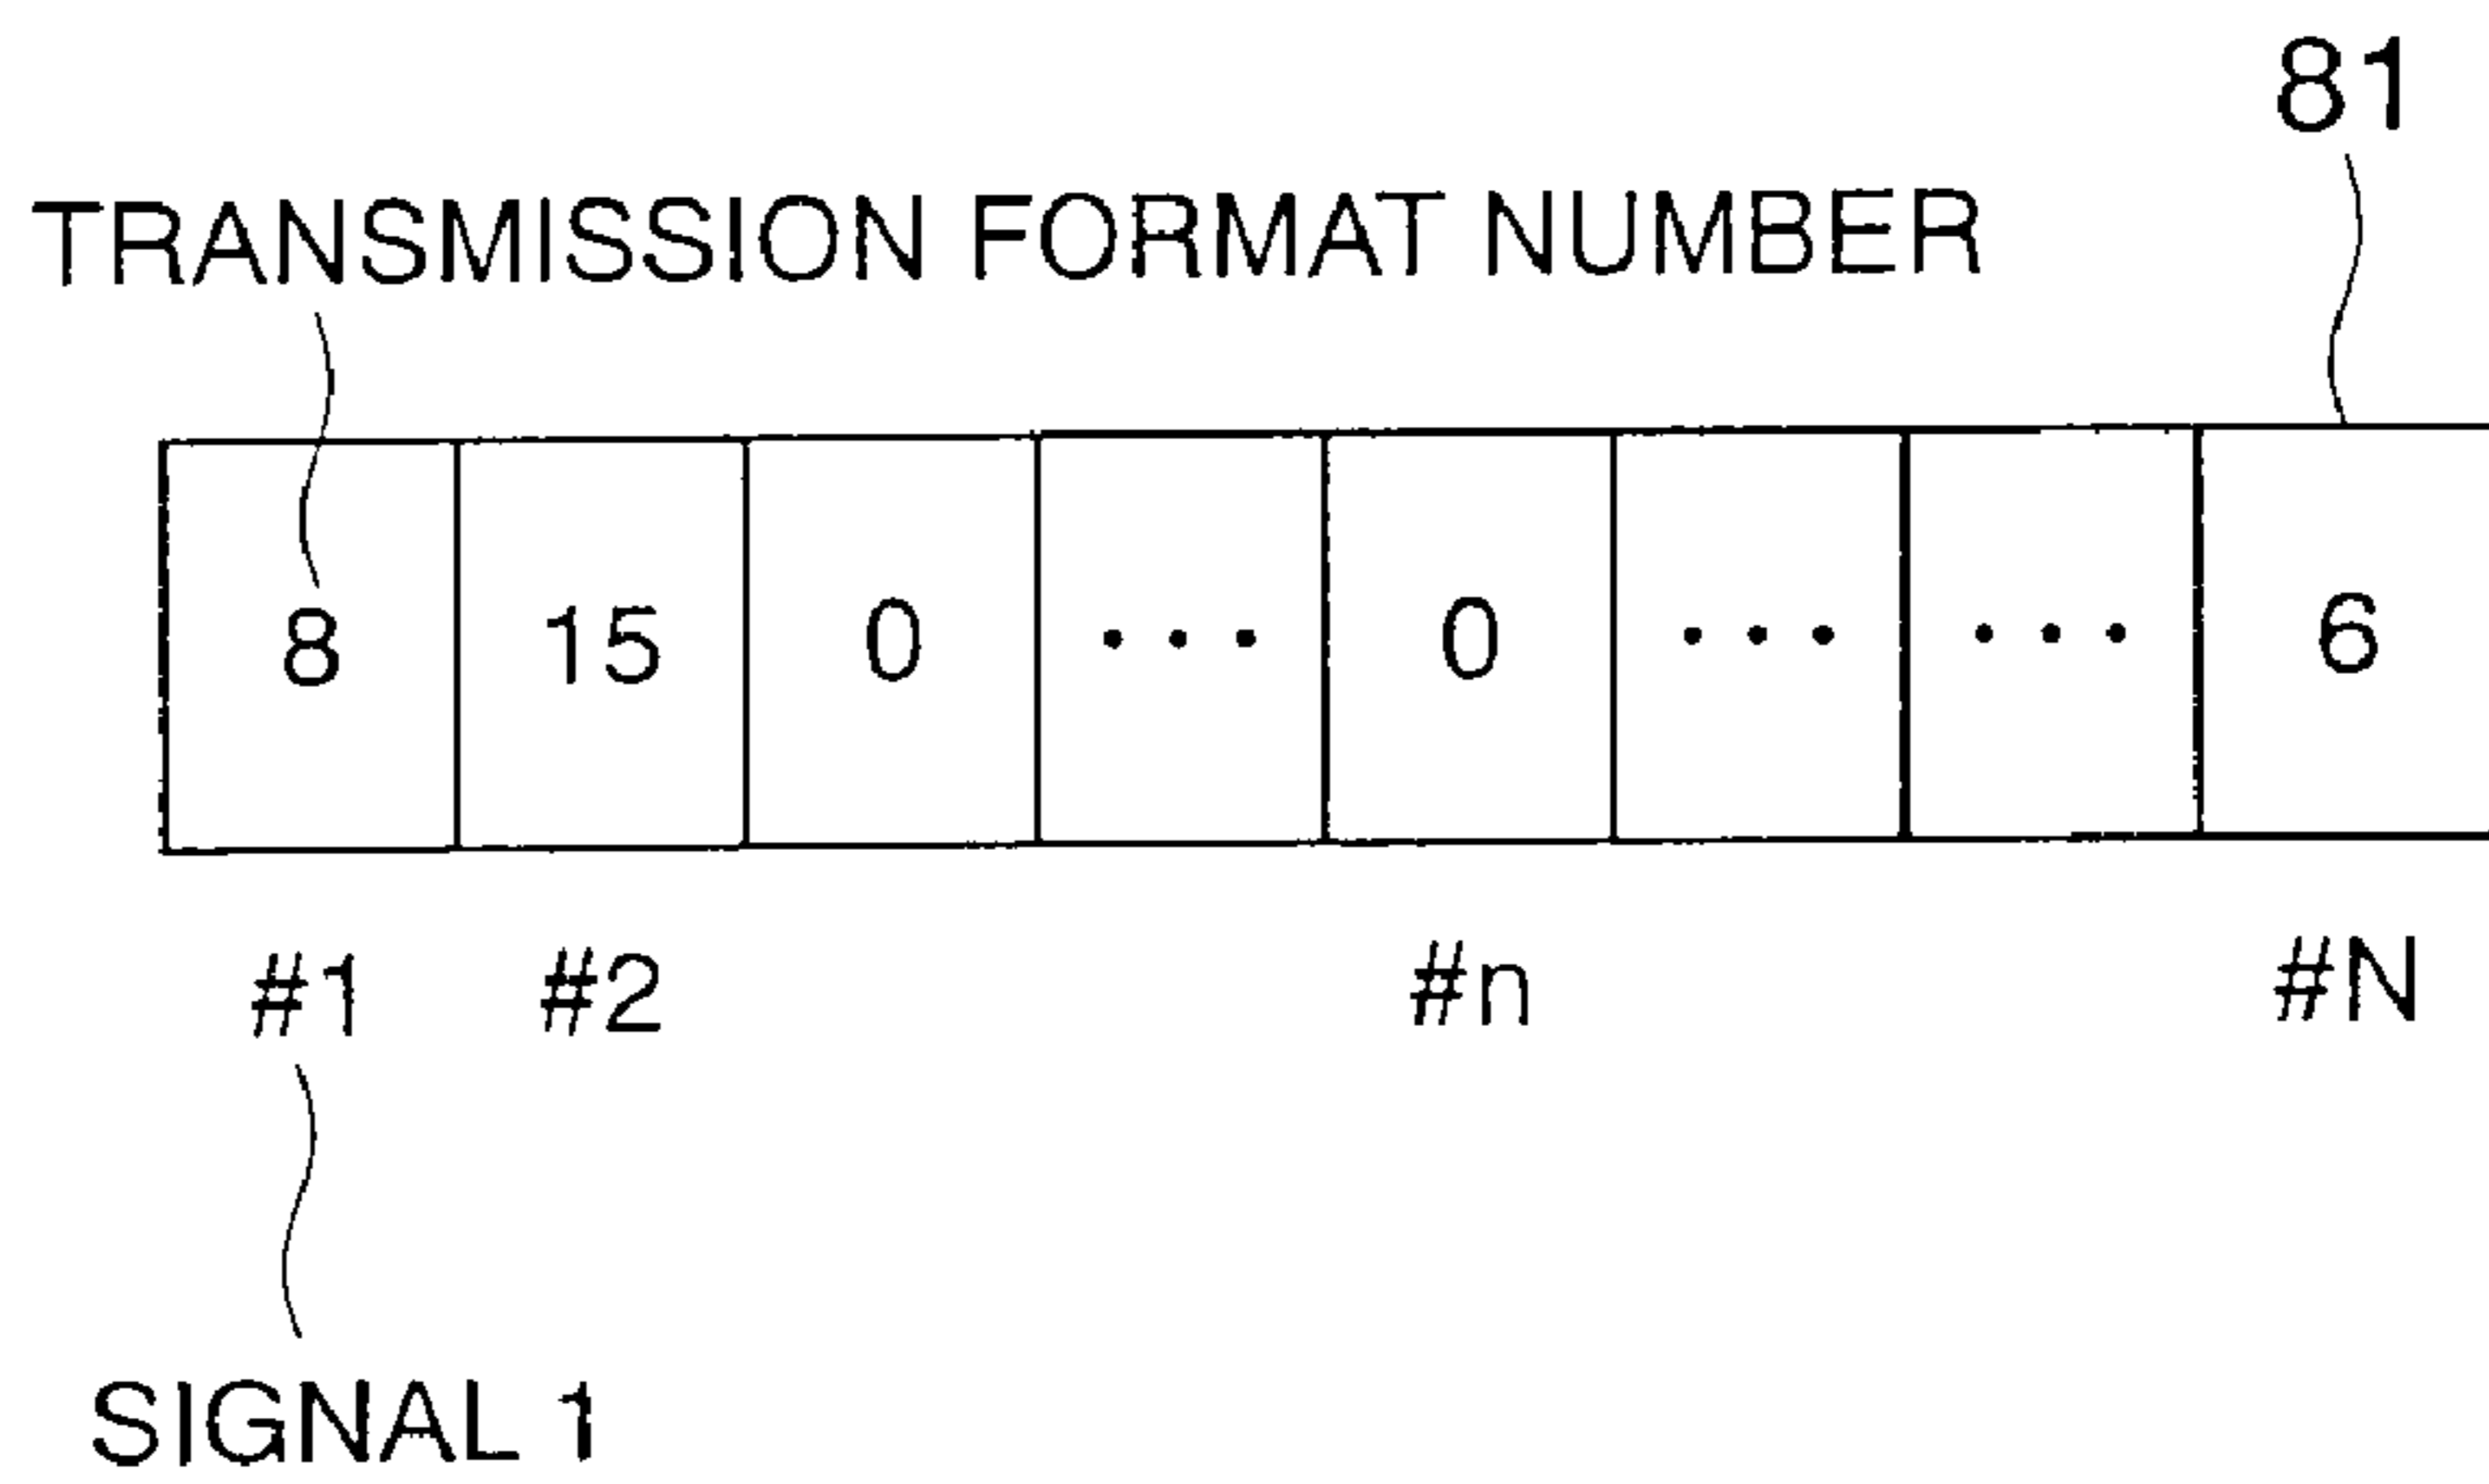 81
TRANSMISSION FORMAT NUMBER
8 15 0 ... 0 ... ... 6
#1 #2 #n #N
SIGNAL 1